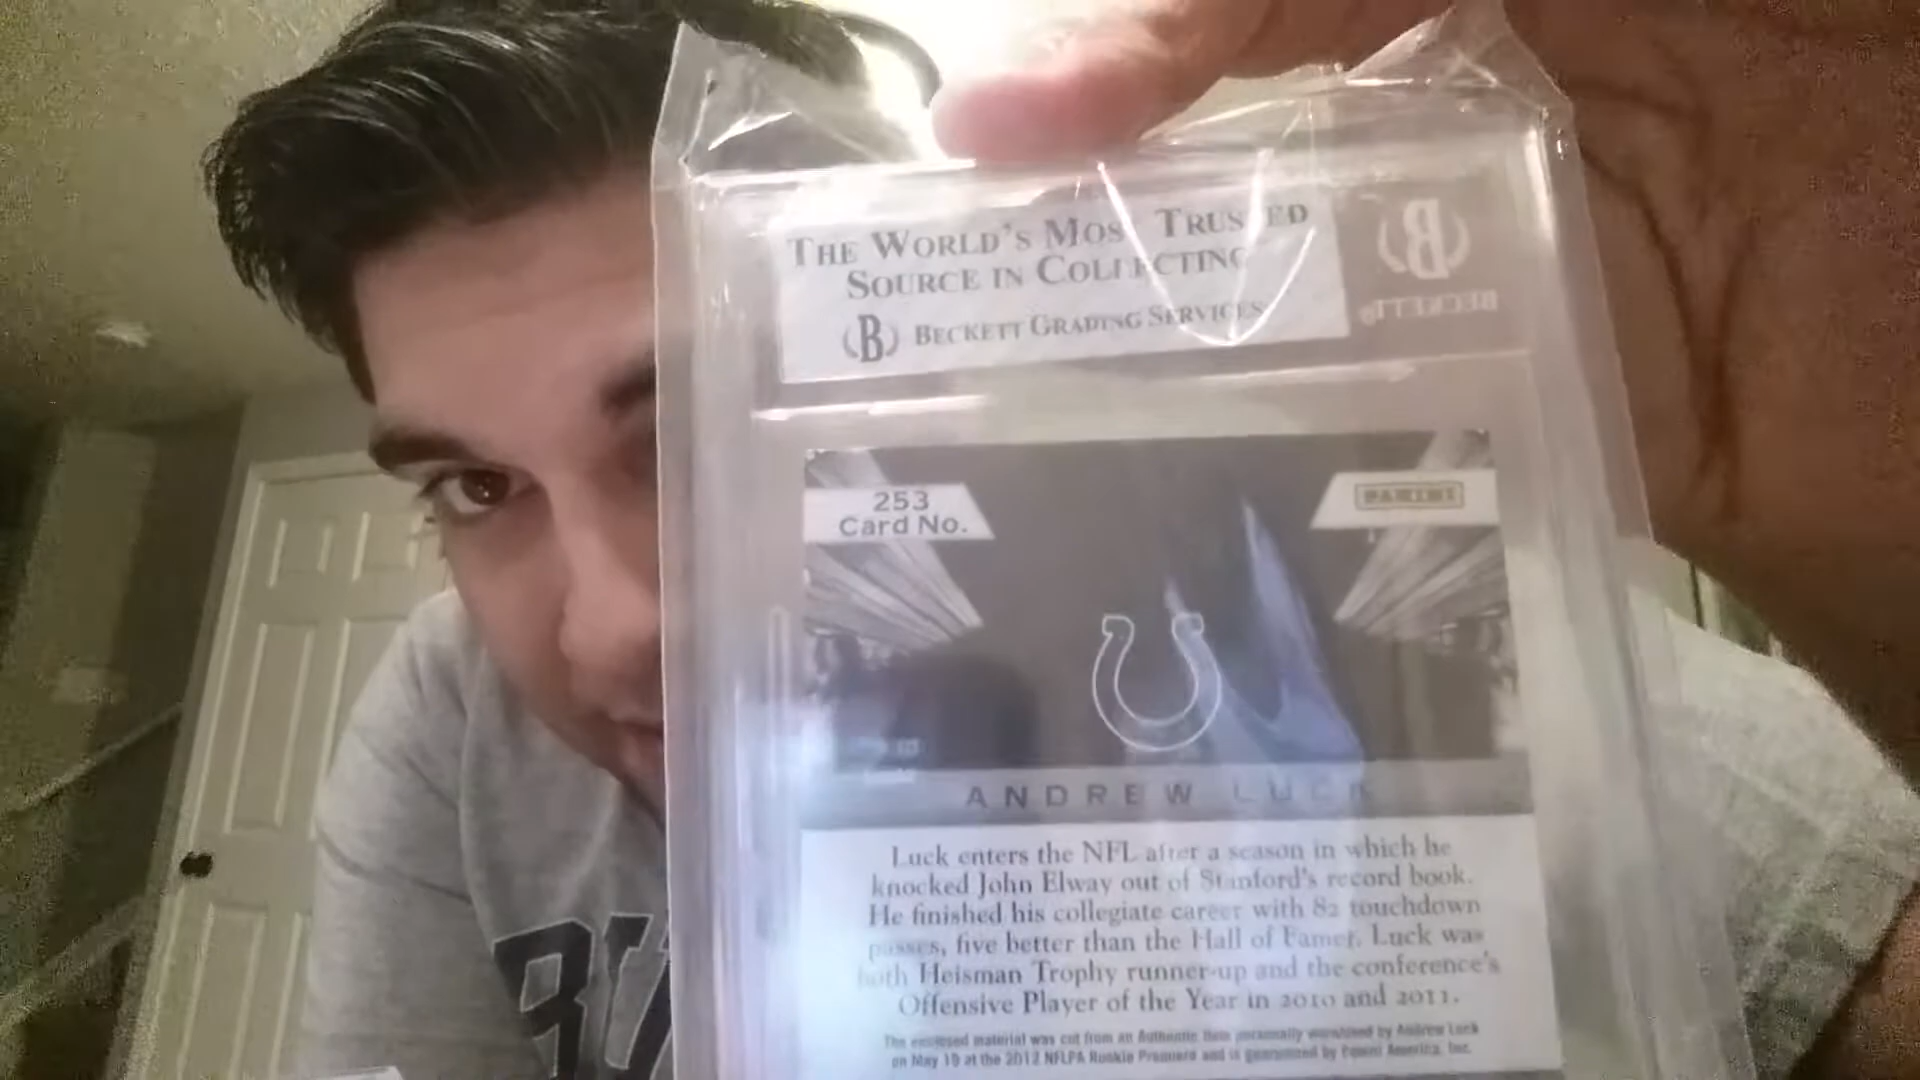 THE WORLD'S MOST TRUSTED
SOURCE IN COLLECTING
B BECKETT GRADING SERVICES
BECKETT
253
Card No.
PANINI
ANDREW LUCK
Luck enters the NFL after a season in which he
knocked John Elway out of Stanford's record book.
He finished his collegiate career with 82 touchdown
passes, five better than the Hall of Famer. Luck was
both Heisman Trophy runner-up and the conference's
Offensive Player of the Year in 2010 and 2011.
The enclosed material was cut from an Authentic item personally worn/used by Andrew Luck
on May 19 at the 2012 NFLPA Rookie Premiere and is guaranteed by Panini America, Inc.